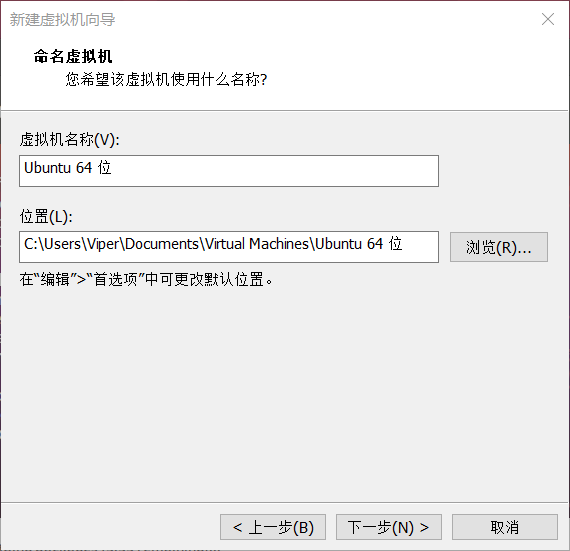 新建虚拟机向导
命名虚拟机
您希望该虚拟机使用什么名称?
虚拟机名称(V):
Ubuntu 64 位
位置(L):
C:\Users\Viper\Documents\Virtual Machines\Ubuntu 64 位
浏览(R)...
在“编辑”>“首选项”中可更改默认位置。
< 上一步(B)
下一步(N) >
取消